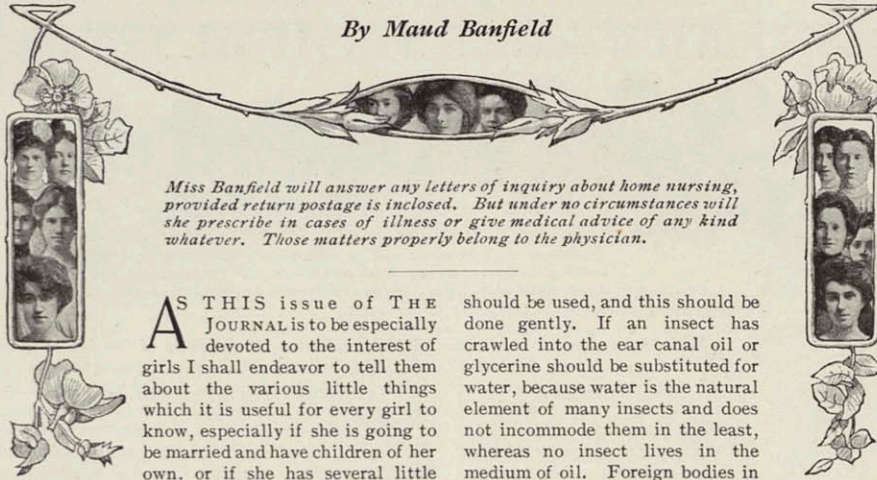 By Maud Banfield
Miss Banfield will answer any letters of inquiry about home nursing,
provided return postage is inclosed. But under no circumstances will
she prescribe in cases of illness or give medical advice of any kind
whatever. Those matters properly belong to the physician.
AS THIS issue of THE
JOURNAL is to be especially
devoted to the interest of
girls I shall endeavor to tell them
about the various little things
which it is useful for every girl to
know, especially if she is going to
be married and have children of her
own, or if she has several little
should be used, and this should be
done gently. If an insect has
crawled into the ear canal oil or
glycerine should be substituted for
water, because water is the natural
element of many insects and does
not incommode them in the least,
whereas no insect lives in the
medium of oil. Foreign bodies in